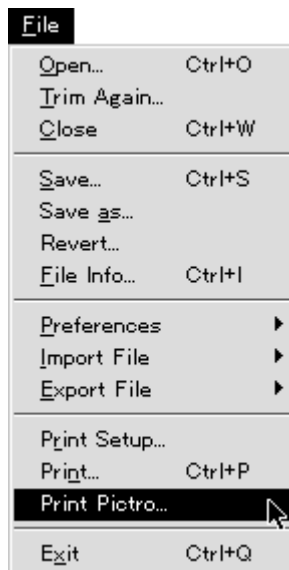 File
Open... Ctrl+O
Trim Again...
Close Ctrl+W
Save... Ctrl+S
Save as...
Revert...
File Info... Ctrl+I
Preferences
Import File
Export File
Print Setup...
Print... Ctrl+P
Print Pictro...
Exit Ctrl+Q